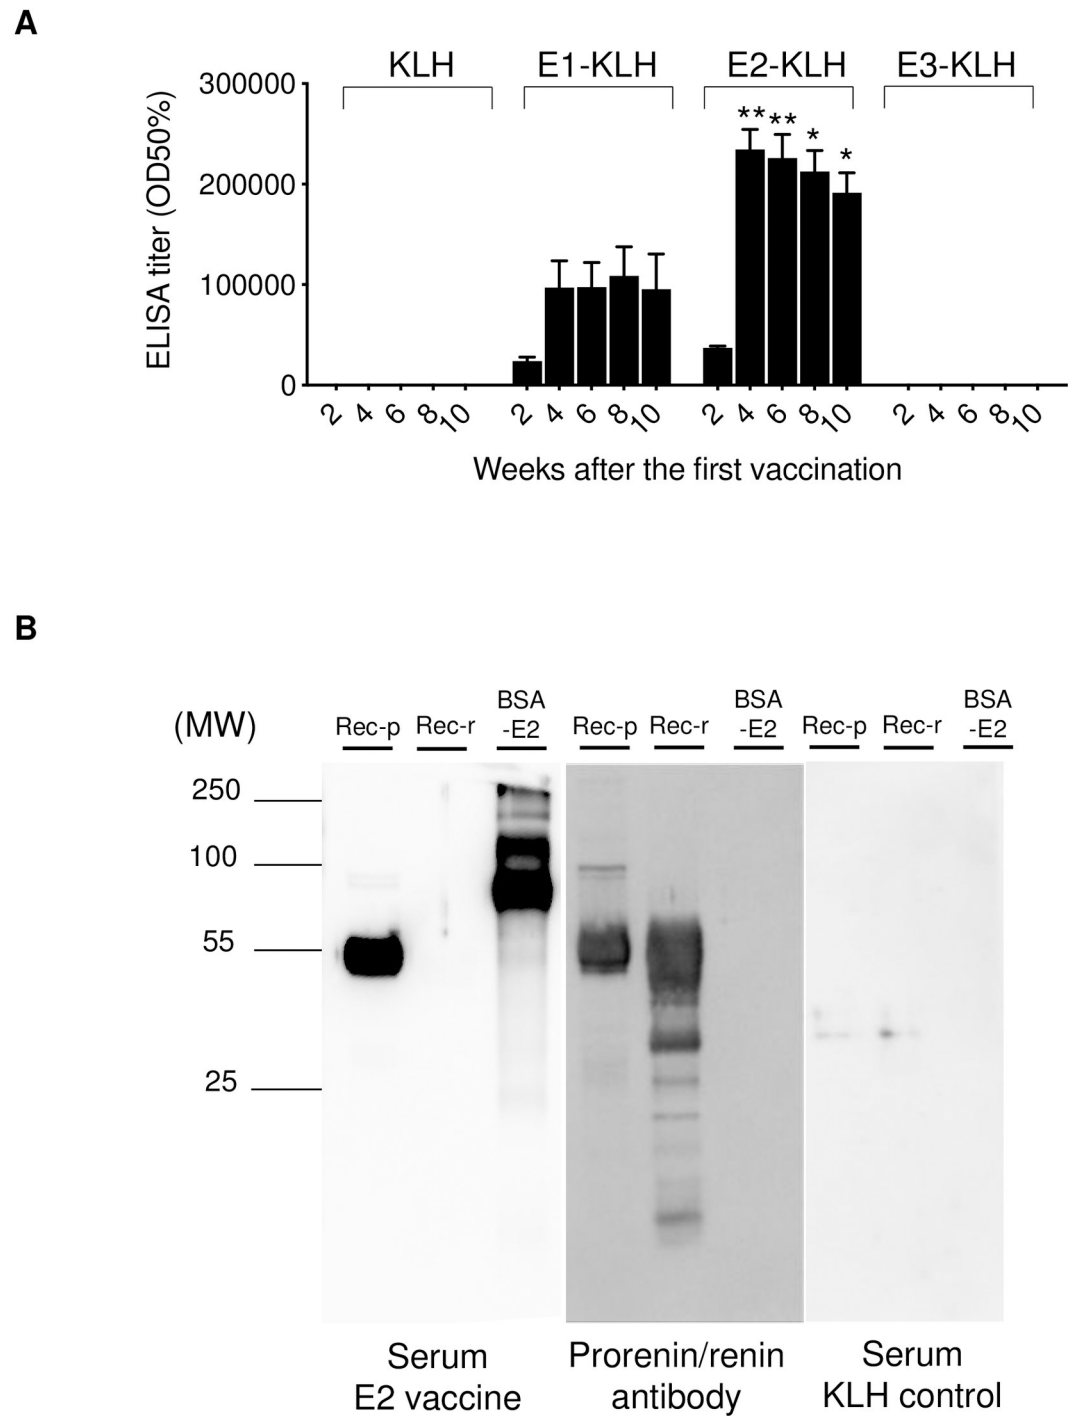 A
KLH E1-KLH E2-KLH E3-KLH
300000
** ** * *
200000
100000
0
ELISA titer (OD50%)
2 4 6 8 10 2 4 6 8 10 2 4 6 8 10 2 4 6 8 10
Weeks after the first vaccination
B
(MW)
Rec-p Rec-r BSA
-E2
Rec-p Rec-r BSA
-E2
Rec-p Rec-r BSA
-E2
250
100
55
25
Serum
E2 vaccine
Prorenin/renin
antibody
Serum
KLH control